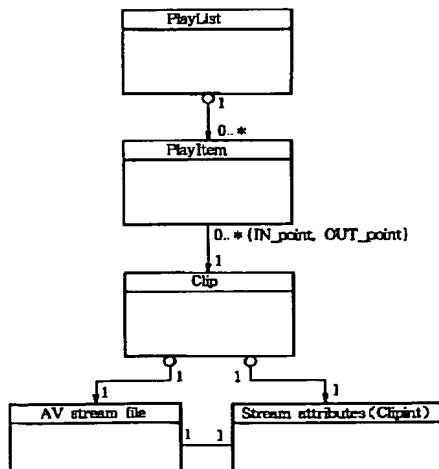 PlayList
1
0..*
PlayItem
0..* {IN_point, OUT_point}
1
Clip
1 1
1 1
AV stream file Stream attributes(Clipint)
1 1